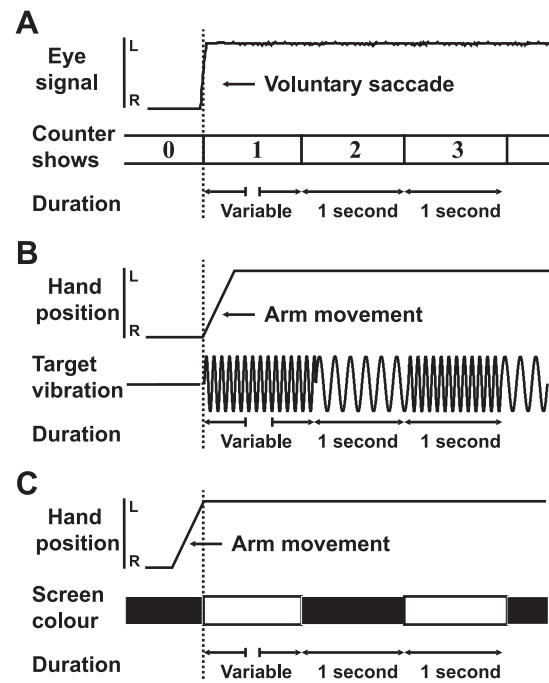 A
Eye signal
L
R
Voluntary saccade
Counter shows
0 1 2 3
Duration
Variable 1 second 1 second
B
Hand position
L
R
Arm movement
Target vibration
Duration
Variable 1 second 1 second
C
Hand position
L
R
Arm movement
Screen colour
Duration
Variable 1 second 1 second